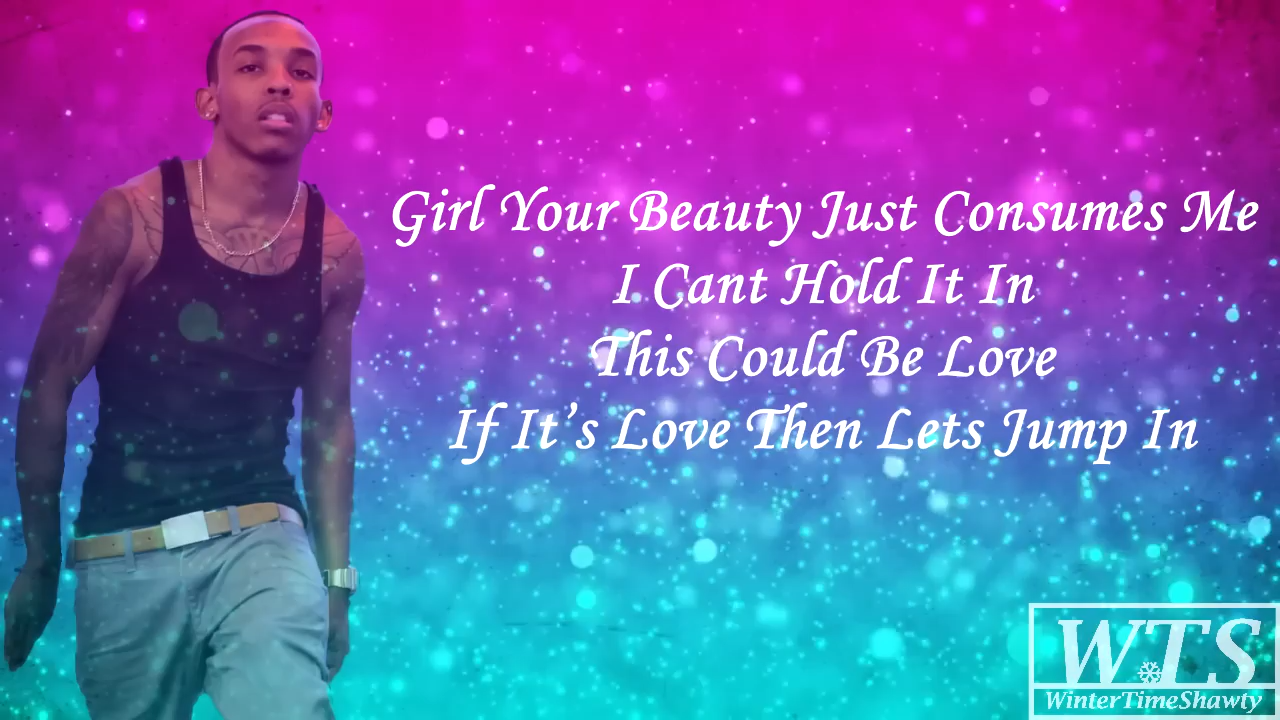 Girl Your Beauty Just Consumes Me
I Cant Hold It In
This Could Be Love
If It’s Love Then Lets Jump In
WTS
WinterTimeShawty